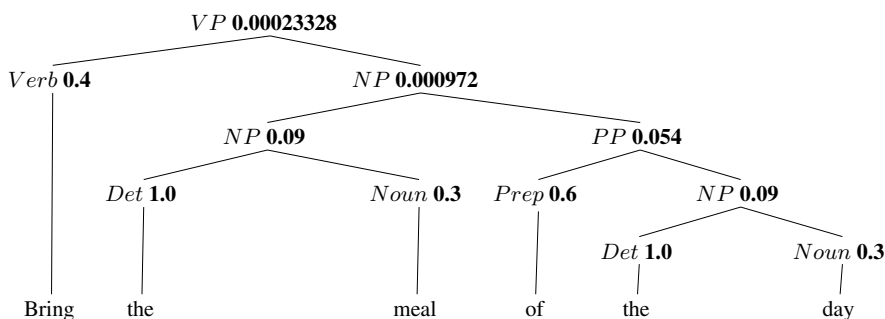 VP 0.00023328
Verb 0.4 NP 0.000972
NP 0.09 PP 0.054
Det 1.0 Noun 0.3 Prep 0.6 NP 0.09
Det 1.0 Noun 0.3
Bring the meal of the day